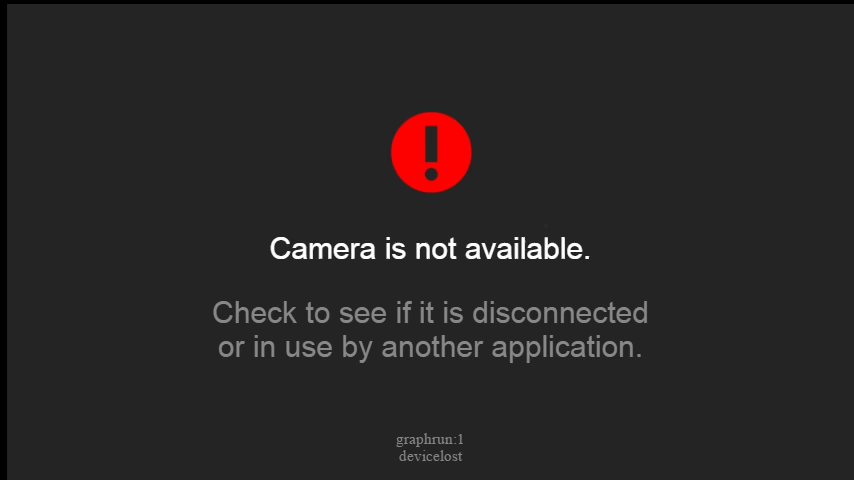 Camera is not available.
Check to see if it is disconnected
or in use by another application.
graphrun:1
devicelost